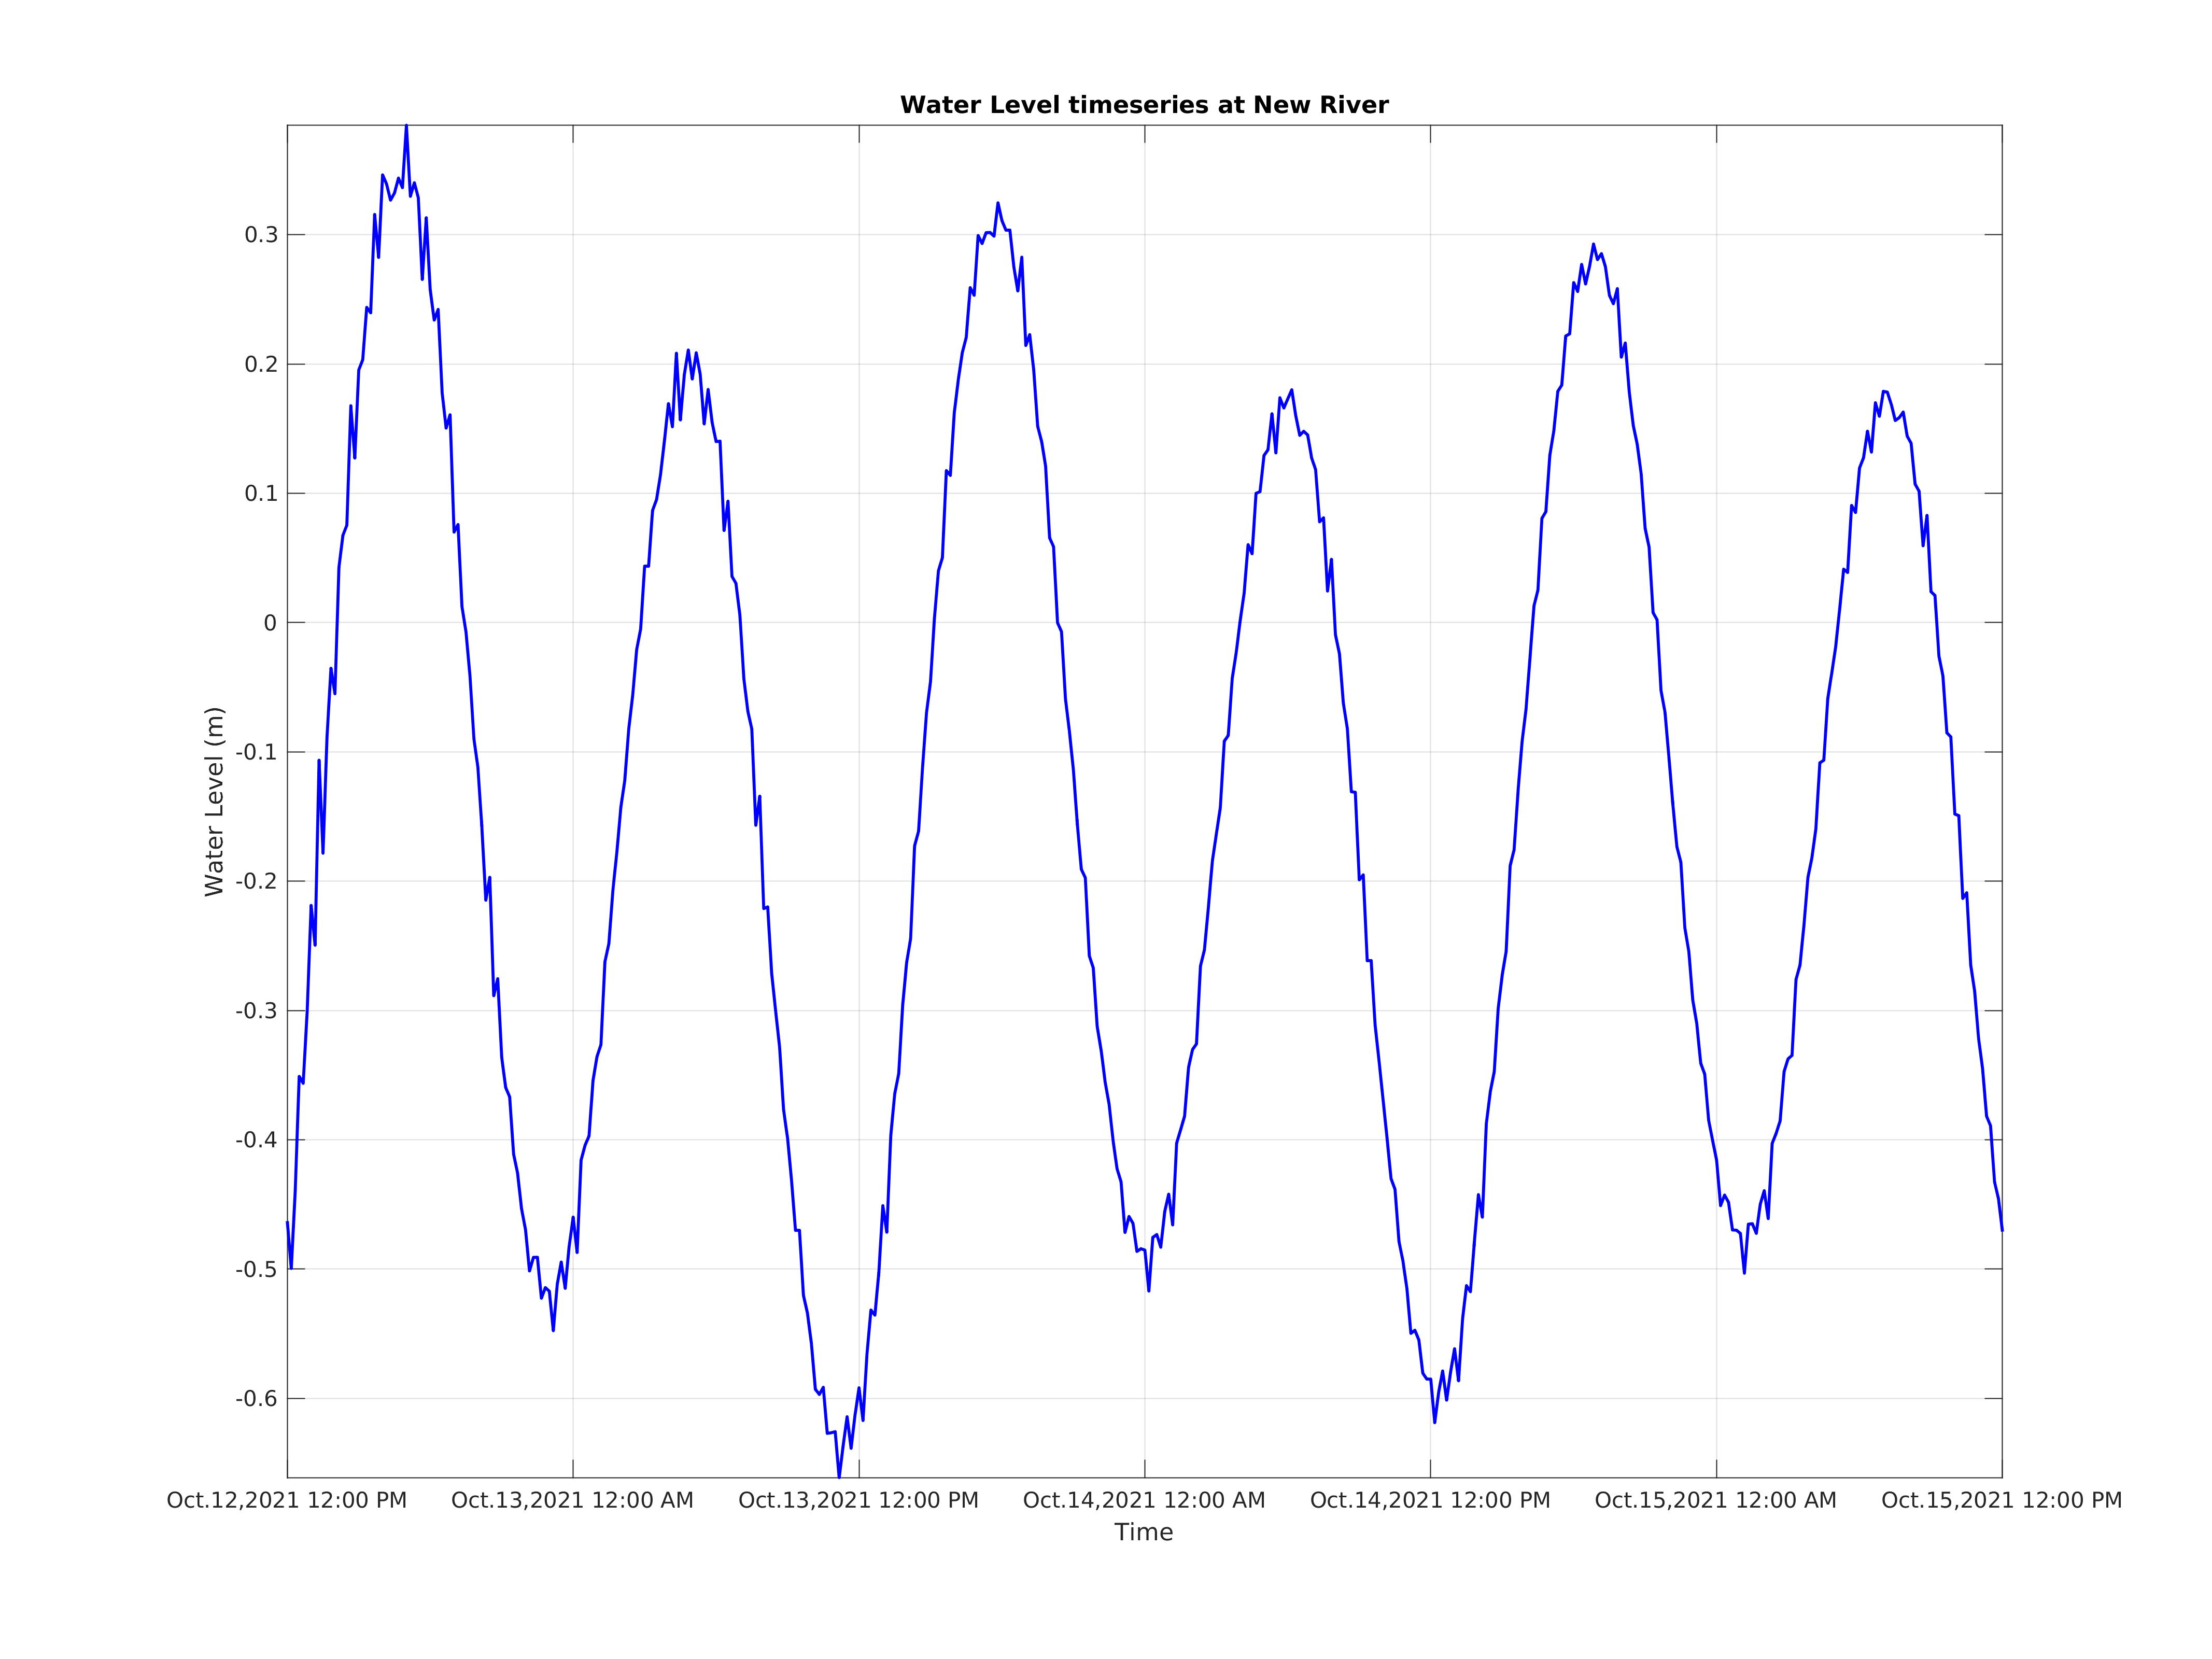 Water Level timeseries at New River
0.3
0.2
0.1
0
-0.1
-0.2
-0.3
-0.4
-0.5
-0.6
Water Level (m)
Oct.12,2021 12:00 PM Oct.13,2021 12:00 AM Oct.13,2021 12:00 PM Oct.14,2021 12:00 AM Oct.14,2021 12:00 PM Oct.15,2021 12:00 AM Oct.15,2021 12:00 PM
Time